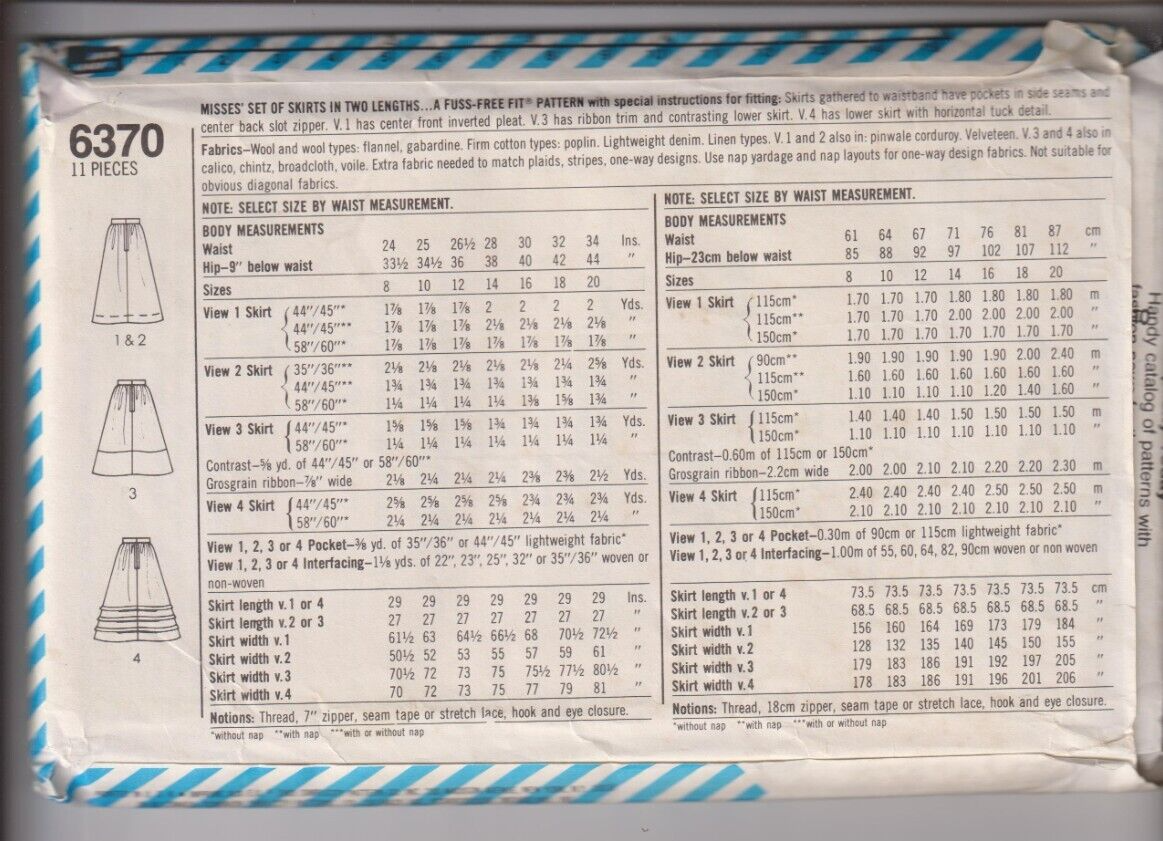 6370
11 PIECES
1 & 2
3
4
MISSES' SET OF SKIRTS IN TWO LENGTHS...A FUSS-FREE FIT® PATTERN with special instructions for fitting: Skirts gathered to waistband have pockets in side seams and
center back slot zipper. V.1 has center front inverted pleat. V.3 has ribbon trim and contrasting lower skirt. V.4 has lower skirt with horizontal tuck detail.
Fabrics–Wool and wool types: flannel, gabardine. Firm cotton types: poplin. Lightweight denim. Linen types. V.1 and 2 also in: pinwale corduroy. Velveteen. V.3 and 4 also in
calico, chintz, broadcloth, voile. Extra fabric needed to match plaids, stripes, one-way designs. Use nap yardage and nap layouts for one-way design fabrics. Not suitable for
obvious diagonal fabrics.
NOTE: SELECT SIZE BY WAIST MEASUREMENT.
BODY MEASUREMENTS
Waist 24 25 26½ 28 30 32 34 Ins.
Hip–9" below waist 33½ 34½ 36 38 40 42 44 "
Sizes 8 10 12 14 16 18 20
View 1 Skirt 44"/45"* 1⅞ 1⅞ 1⅞ 2 2 2 2 Yds.
44"/45"** 1⅞ 1⅞ 1⅞ 2⅛ 2⅛ 2⅛ 2⅛ "
58"/60"* 1⅞ 1⅞ 1⅞ 1⅞ 1⅞ 1⅞ 1⅞ "
View 2 Skirt 35"/36"** 2⅛ 2⅛ 2⅛ 2⅛ 2⅛ 2¼ 2⅝ Yds.
44"/45"** 1¾ 1¾ 1¾ 1¾ 1¾ 1¾ 1¾ "
58"/60"* 1¼ 1¼ 1¼ 1¼ 1⅜ 1⅝ 1¾ "
View 3 Skirt 44"/45"* 1⅝ 1⅝ 1⅝ 1¾ 1¾ 1¾ 1¾ Yds.
58"/60"* 1¼ 1¼ 1¼ 1¼ 1¼ 1¼ 1¼ "
Contrast–⅝ yd. of 44"/45" or 58"/60"*
Grosgrain ribbon–⅞" wide 2⅛ 2¼ 2¼ 2¼ 2⅜ 2⅜ 2½ Yds.
View 4 Skirt 44"/45"* 2⅝ 2⅝ 2⅝ 2⅝ 2¾ 2¾ 2¾ Yds.
58"/60"* 2¼ 2¼ 2¼ 2¼ 2¼ 2¼ 2¼ "
View 1, 2, 3 or 4 Pocket–⅜ yd. of 35"/36" or 44"/45" lightweight fabric*
View 1, 2, 3 or 4 Interfacing–1⅛ yds. of 22", 23", 25", 32" or 35"/36" woven or
non-woven
Skirt length v.1 or 4 29 29 29 29 29 29 29 Ins.
Skirt length v.2 or 3 27 27 27 27 27 27 27 "
Skirt width v.1 61½ 63 64½ 66½ 68 70½ 72½ "
Skirt width v.2 50½ 52 53 55 57 59 61 "
Skirt width v.3 70½ 72 73 75 75½ 77½ 80½ "
Skirt width v.4 70 72 73 75 77 79 81 "
Notions: Thread, 7" zipper, seam tape or stretch lace, hook and eye closure.
*without nap **with nap ***with or without nap
NOTE: SELECT SIZE BY WAIST MEASUREMENT.
BODY MEASUREMENTS
Waist 61 64 67 71 76 81 87 cm
Hip–23cm below waist 85 88 92 97 102 107 112 "
Sizes 8 10 12 14 16 18 20
View 1 Skirt 115cm* 1.70 1.70 1.70 1.80 1.80 1.80 1.80 m
115cm** 1.70 1.70 1.70 2.00 2.00 2.00 2.00 "
150cm* 1.70 1.70 1.70 1.70 1.70 1.70 1.70 "
View 2 Skirt 90cm** 1.90 1.90 1.90 1.90 1.90 2.00 2.40 m
115cm** 1.60 1.60 1.60 1.60 1.60 1.60 1.60 "
150cm* 1.10 1.10 1.10 1.10 1.20 1.40 1.60 "
View 3 Skirt 115cm* 1.40 1.40 1.40 1.50 1.50 1.50 1.50 m
150cm* 1.10 1.10 1.10 1.10 1.10 1.10 1.10 "
Contrast–0.60m of 115cm or 150cm*
Grosgrain ribbon–2.2cm wide 2.00 2.00 2.10 2.10 2.20 2.20 2.30 m
View 4 Skirt 115cm* 2.40 2.40 2.40 2.40 2.50 2.50 2.50 m
150cm* 2.10 2.10 2.10 2.10 2.10 2.10 2.10 "
View 1, 2, 3 or 4 Pocket–0.30m of 90cm or 115cm lightweight fabric*
View 1, 2, 3 or 4 Interfacing–1.00m of 55, 60, 64, 82, 90cm woven or non woven
Skirt length v.1 or 4 73.5 73.5 73.5 73.5 73.5 73.5 73.5 cm
Skirt length v.2 or 3 68.5 68.5 68.5 68.5 68.5 68.5 68.5 "
Skirt width v.1 156 160 164 169 173 179 184 "
Skirt width v.2 128 132 135 140 145 150 155 "
Skirt width v.3 179 183 186 191 192 197 205 "
Skirt width v.4 178 183 186 191 196 201 206 "
Notions: Thread, 18cm zipper, seam tape or stretch lace, hook and eye closure.
*without nap **with nap ***with or without nap
Handy catalog of patterns with